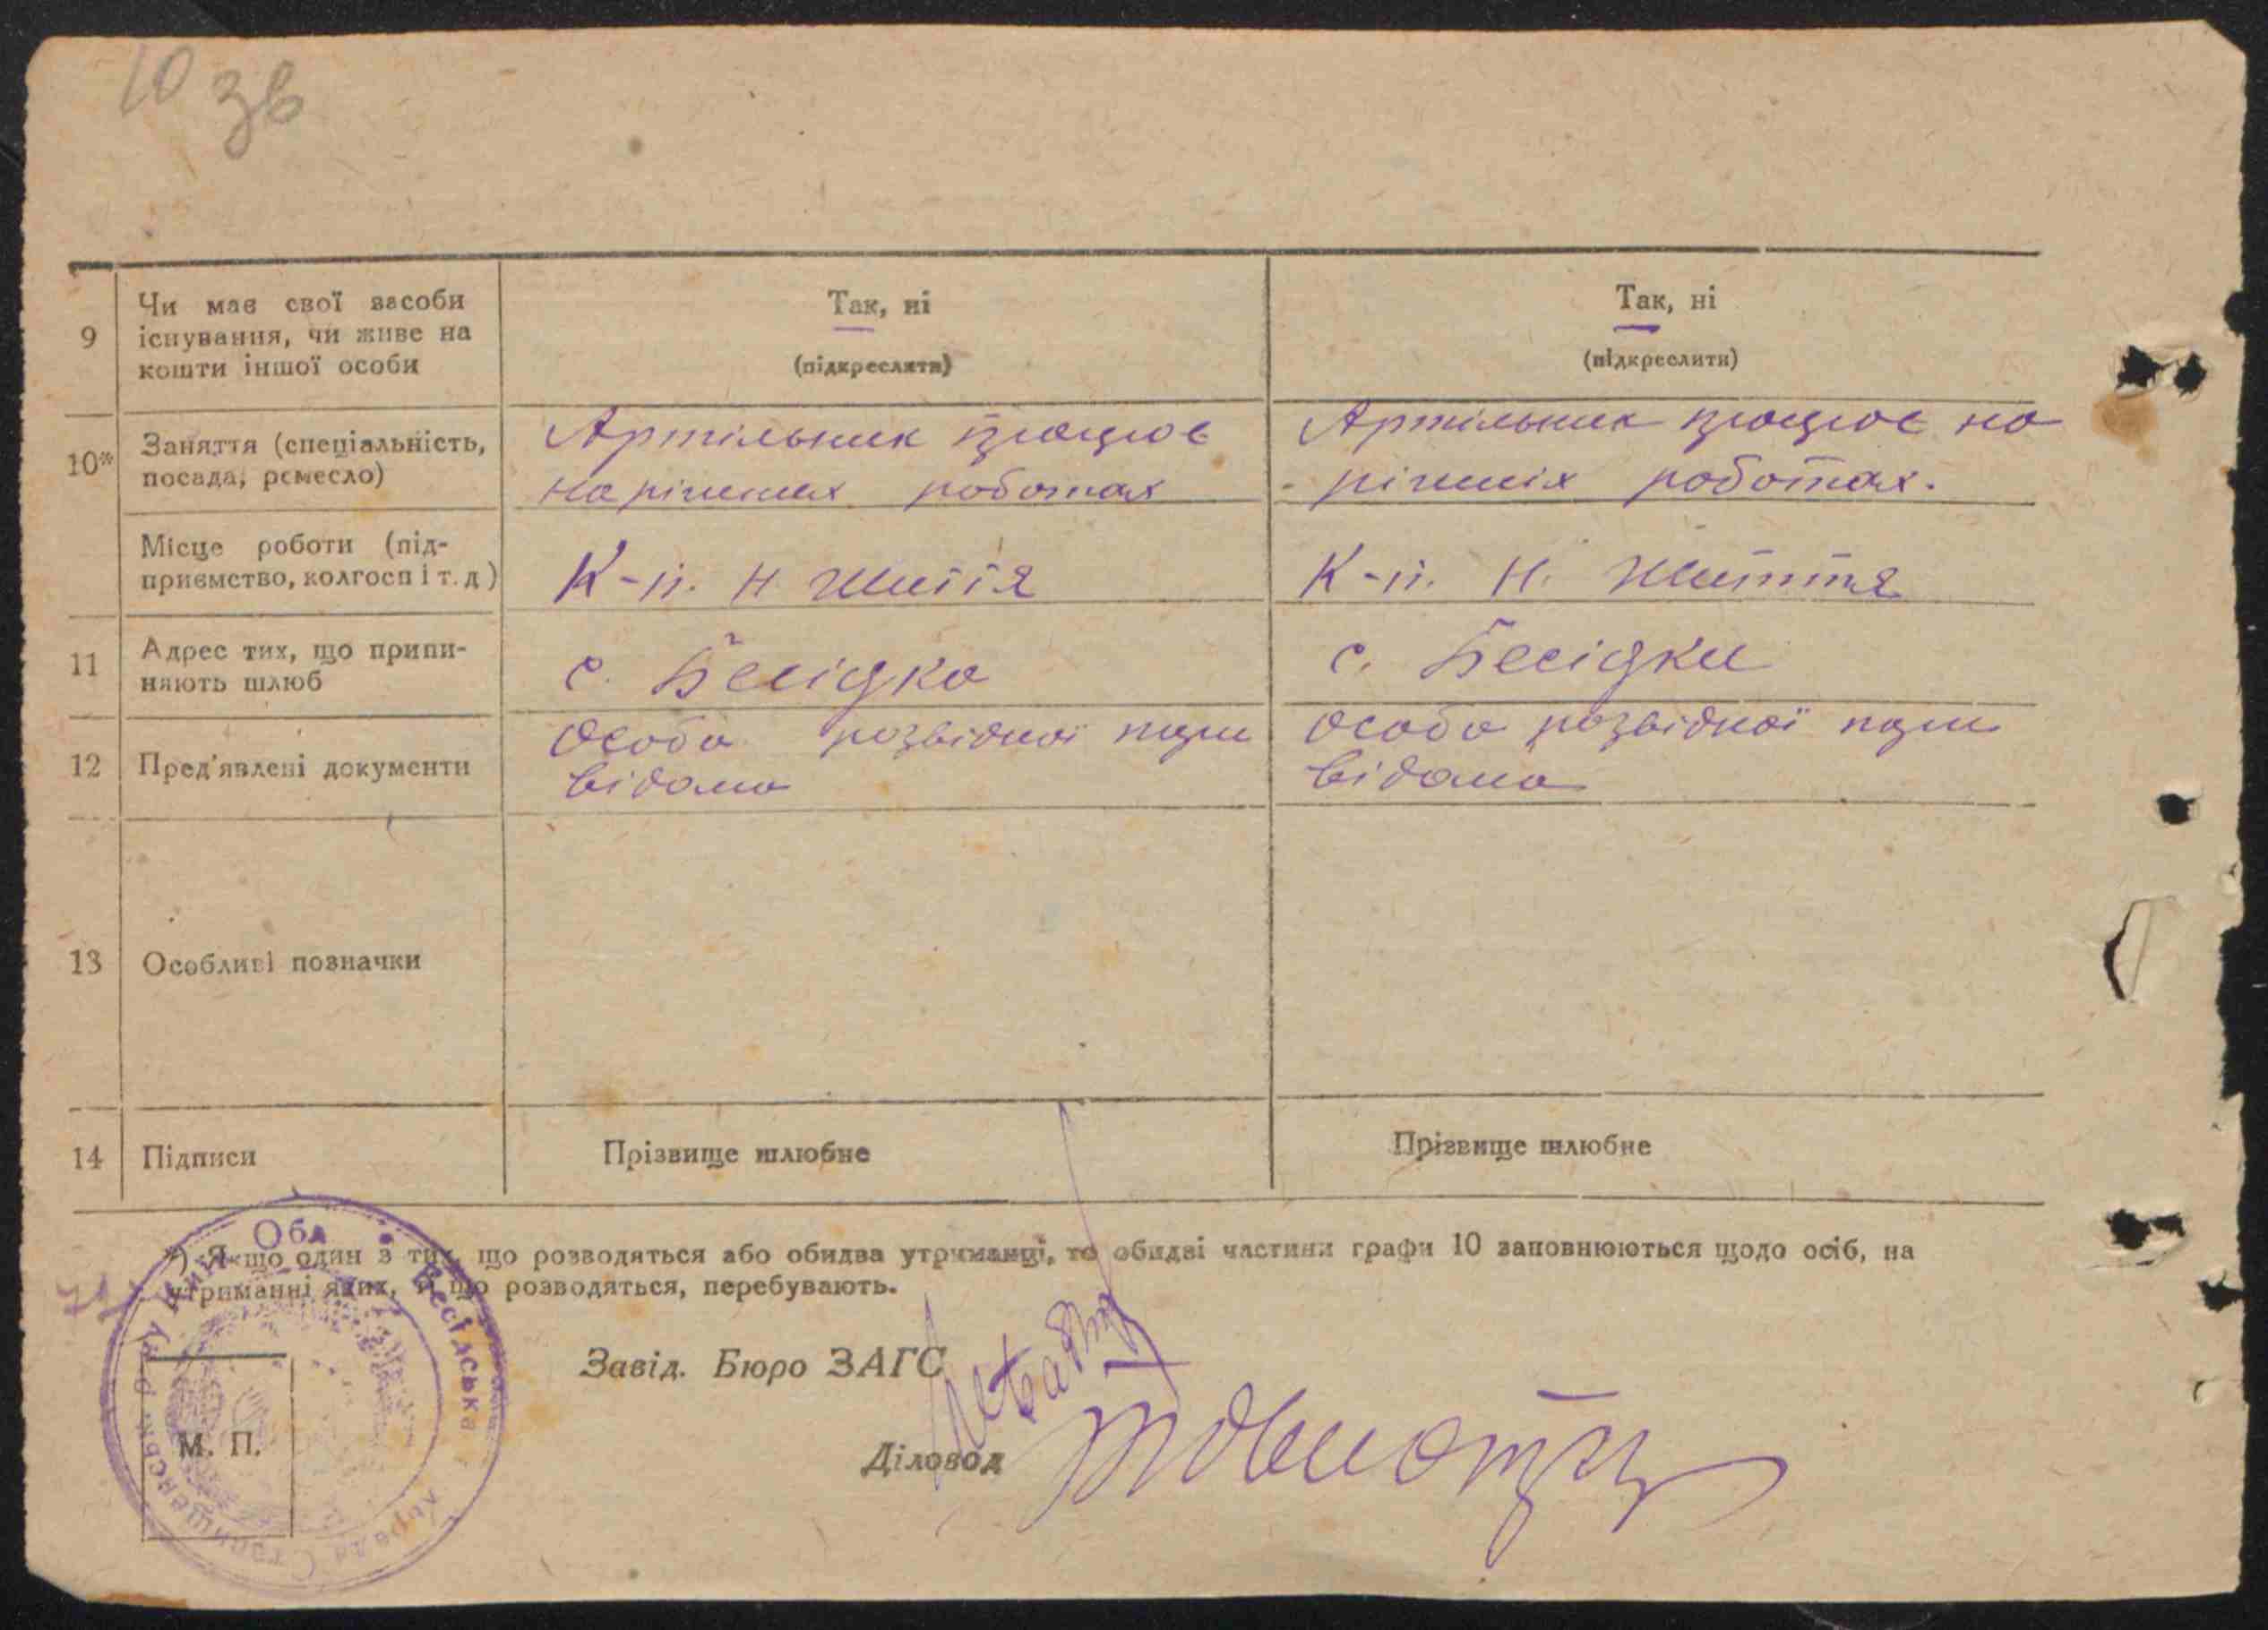 10 зв
9
Чи має свої засоби
існування, чи живе на
кошти іншої особи
Так, ні
(підкреслити)
Так, ні
(підкреслити)
10*
Заняття (спеціальність,
посада, ремесло)
Артільник працює
на різних роботах
Артільник працює на
різніх роботах.
Місце роботи (під-
приємство, колгосп і т. д)
К-п. Н Життя
К-п. Н. Життя
11
Адрес тих, що припи-
няють шлюб
с. Бесідка
с. Бесідки
12
Пред'явлені документи
Особа розвідної пари
відома
Особа розвідної пари
відома
13
Особливі позначки
14
Підписи
Прізвище шлюбне
Прізвище шлюбне
*) Якщо один з тих, що розводяться або обидва утриманці, то обидві частини графи 10 заповнюються щодо осіб, на
утриманні яких, ті що розводяться, перебувають.
Завід. Бюро ЗАГС
Діловод
М. П.
Бесідська